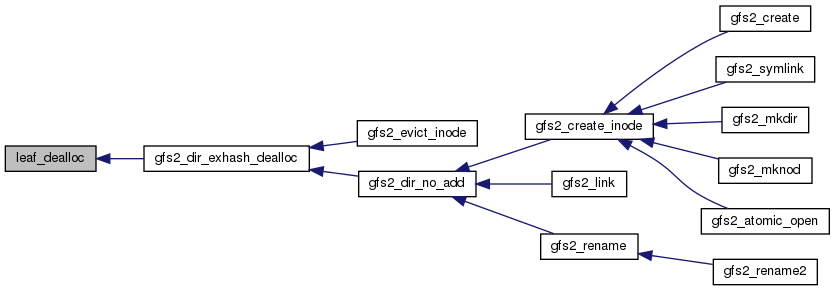 leaf_dealloc
gfs2_dir_exhash_dealloc
gfs2_evict_inode
gfs2_dir_no_add
gfs2_create_inode
gfs2_link
gfs2_rename
gfs2_create
gfs2_symlink
gfs2_mkdir
gfs2_mknod
gfs2_atomic_open
gfs2_rename2